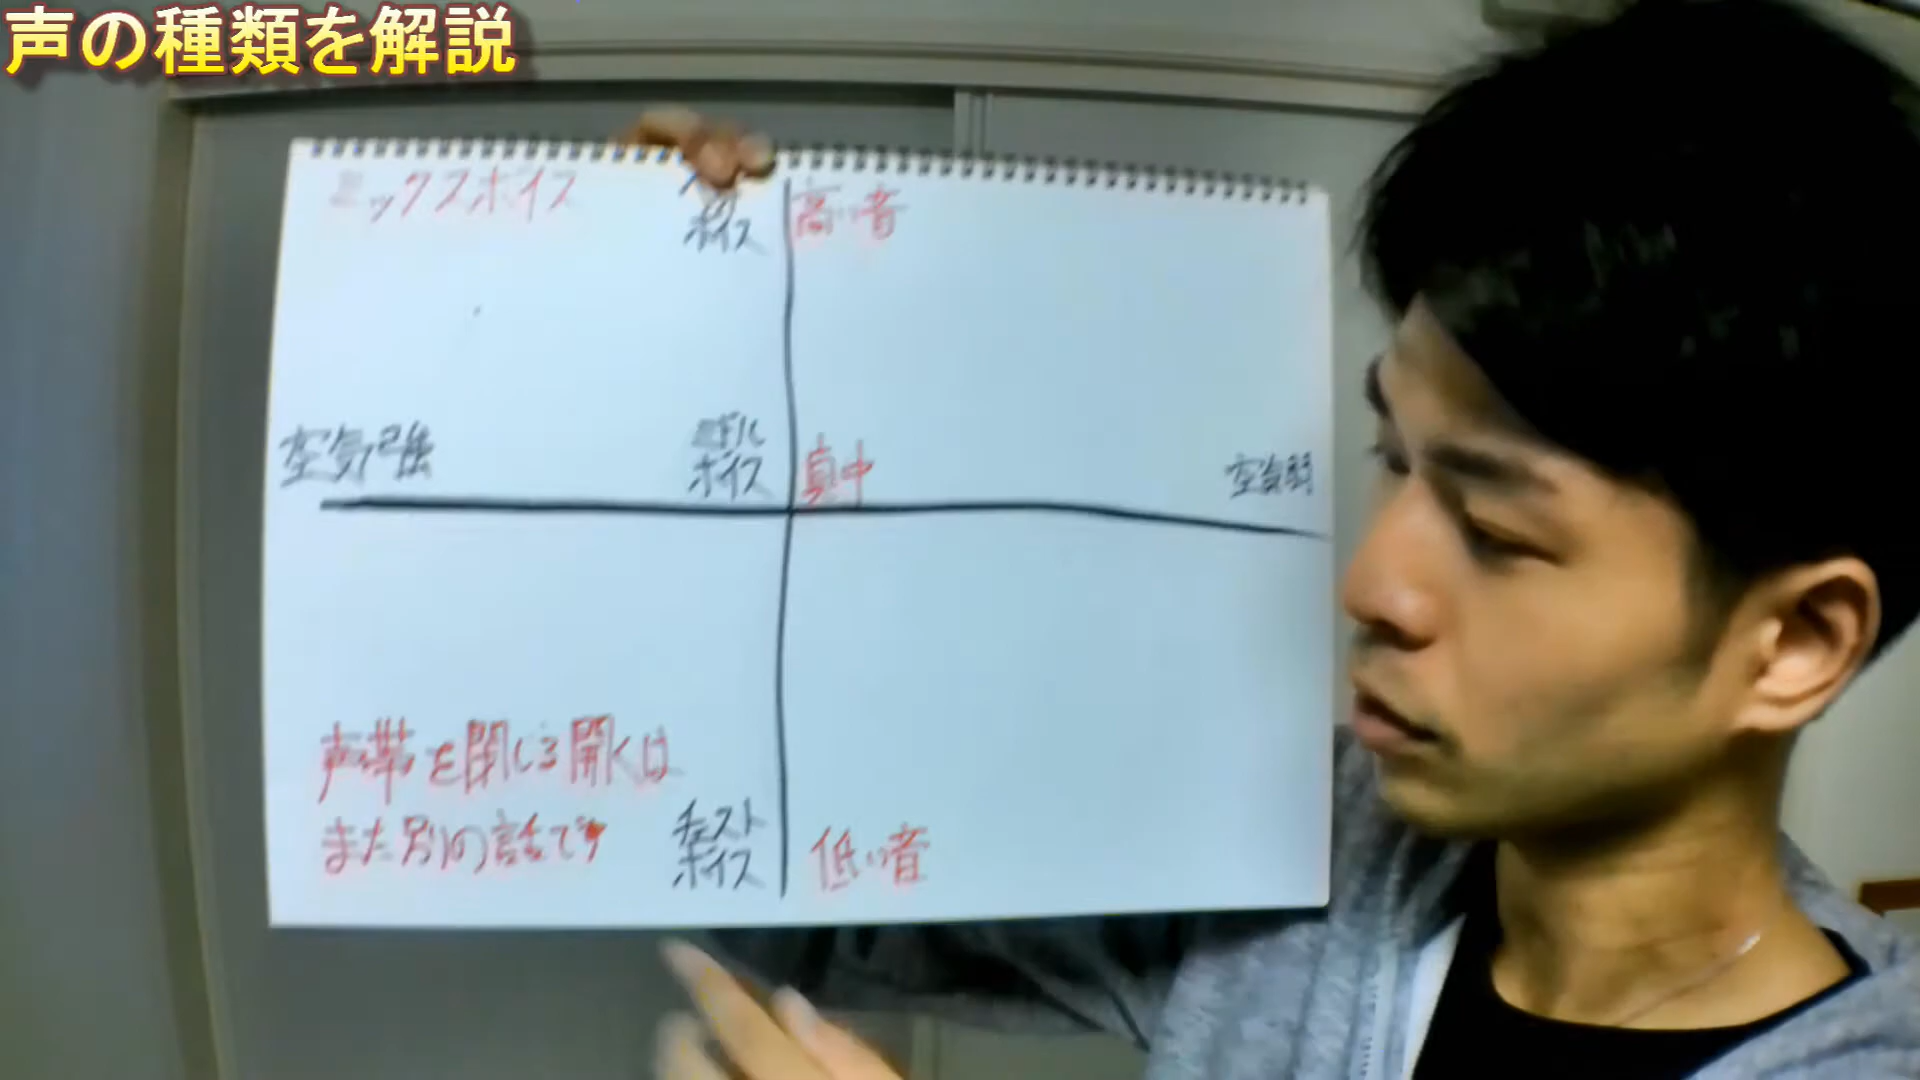 声の種類を解説
ミックスボイス
ボイス
高い音
空気強
ミドル
ボイス
真中
空気弱
声帯を閉じる開くは
また別の話です
チェスト
ボイス
低い音